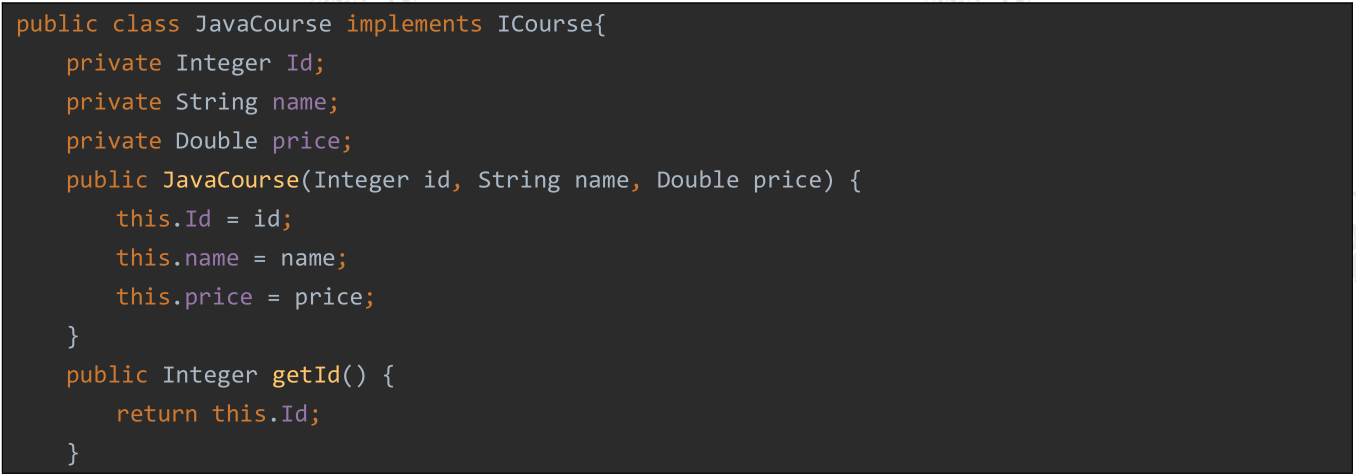 public class JavaCourse implements ICourse{
    private Integer Id;
    private String name;
    private Double price;
    public JavaCourse(Integer id, String name, Double price) {
        this.Id = id;
        this.name = name;
        this.price = price;
    }
    public Integer getId() {
        return this.Id;
    }